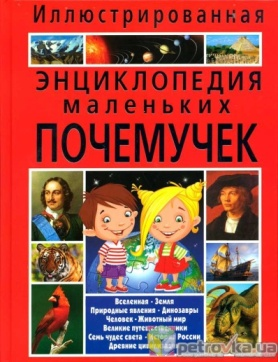 Иллюстрированная
ЭНЦИКЛОПЕДИЯ
маленьких
ПОЧЕМУЧЕК
Вселенная • Земля
Природные явления • Динозавры
Человек • Животный мир
Великие путешественники
Семь чудес света • История России
Древние
petrovka.ua